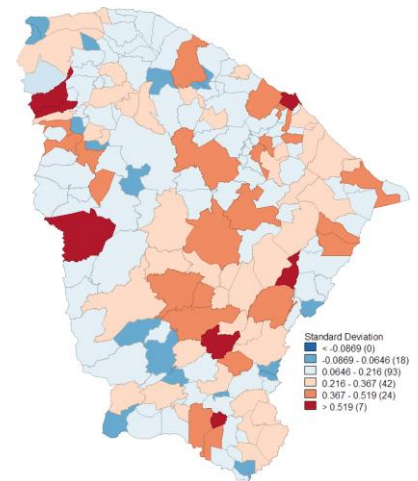 Standard Deviation
< -0.0869 (0)
-0.0869 - 0.0646 (18)
0.0646 - 0.216 (93)
0.216 - 0.367 (42)
0.367 - 0.519 (24)
> 0.519 (7)